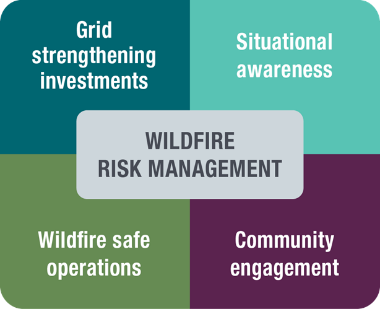 Grid
strengthening
investments
Situational
awareness
WILDFIRE
RISK MANAGEMENT
Wildfire safe
operations
Community
engagement